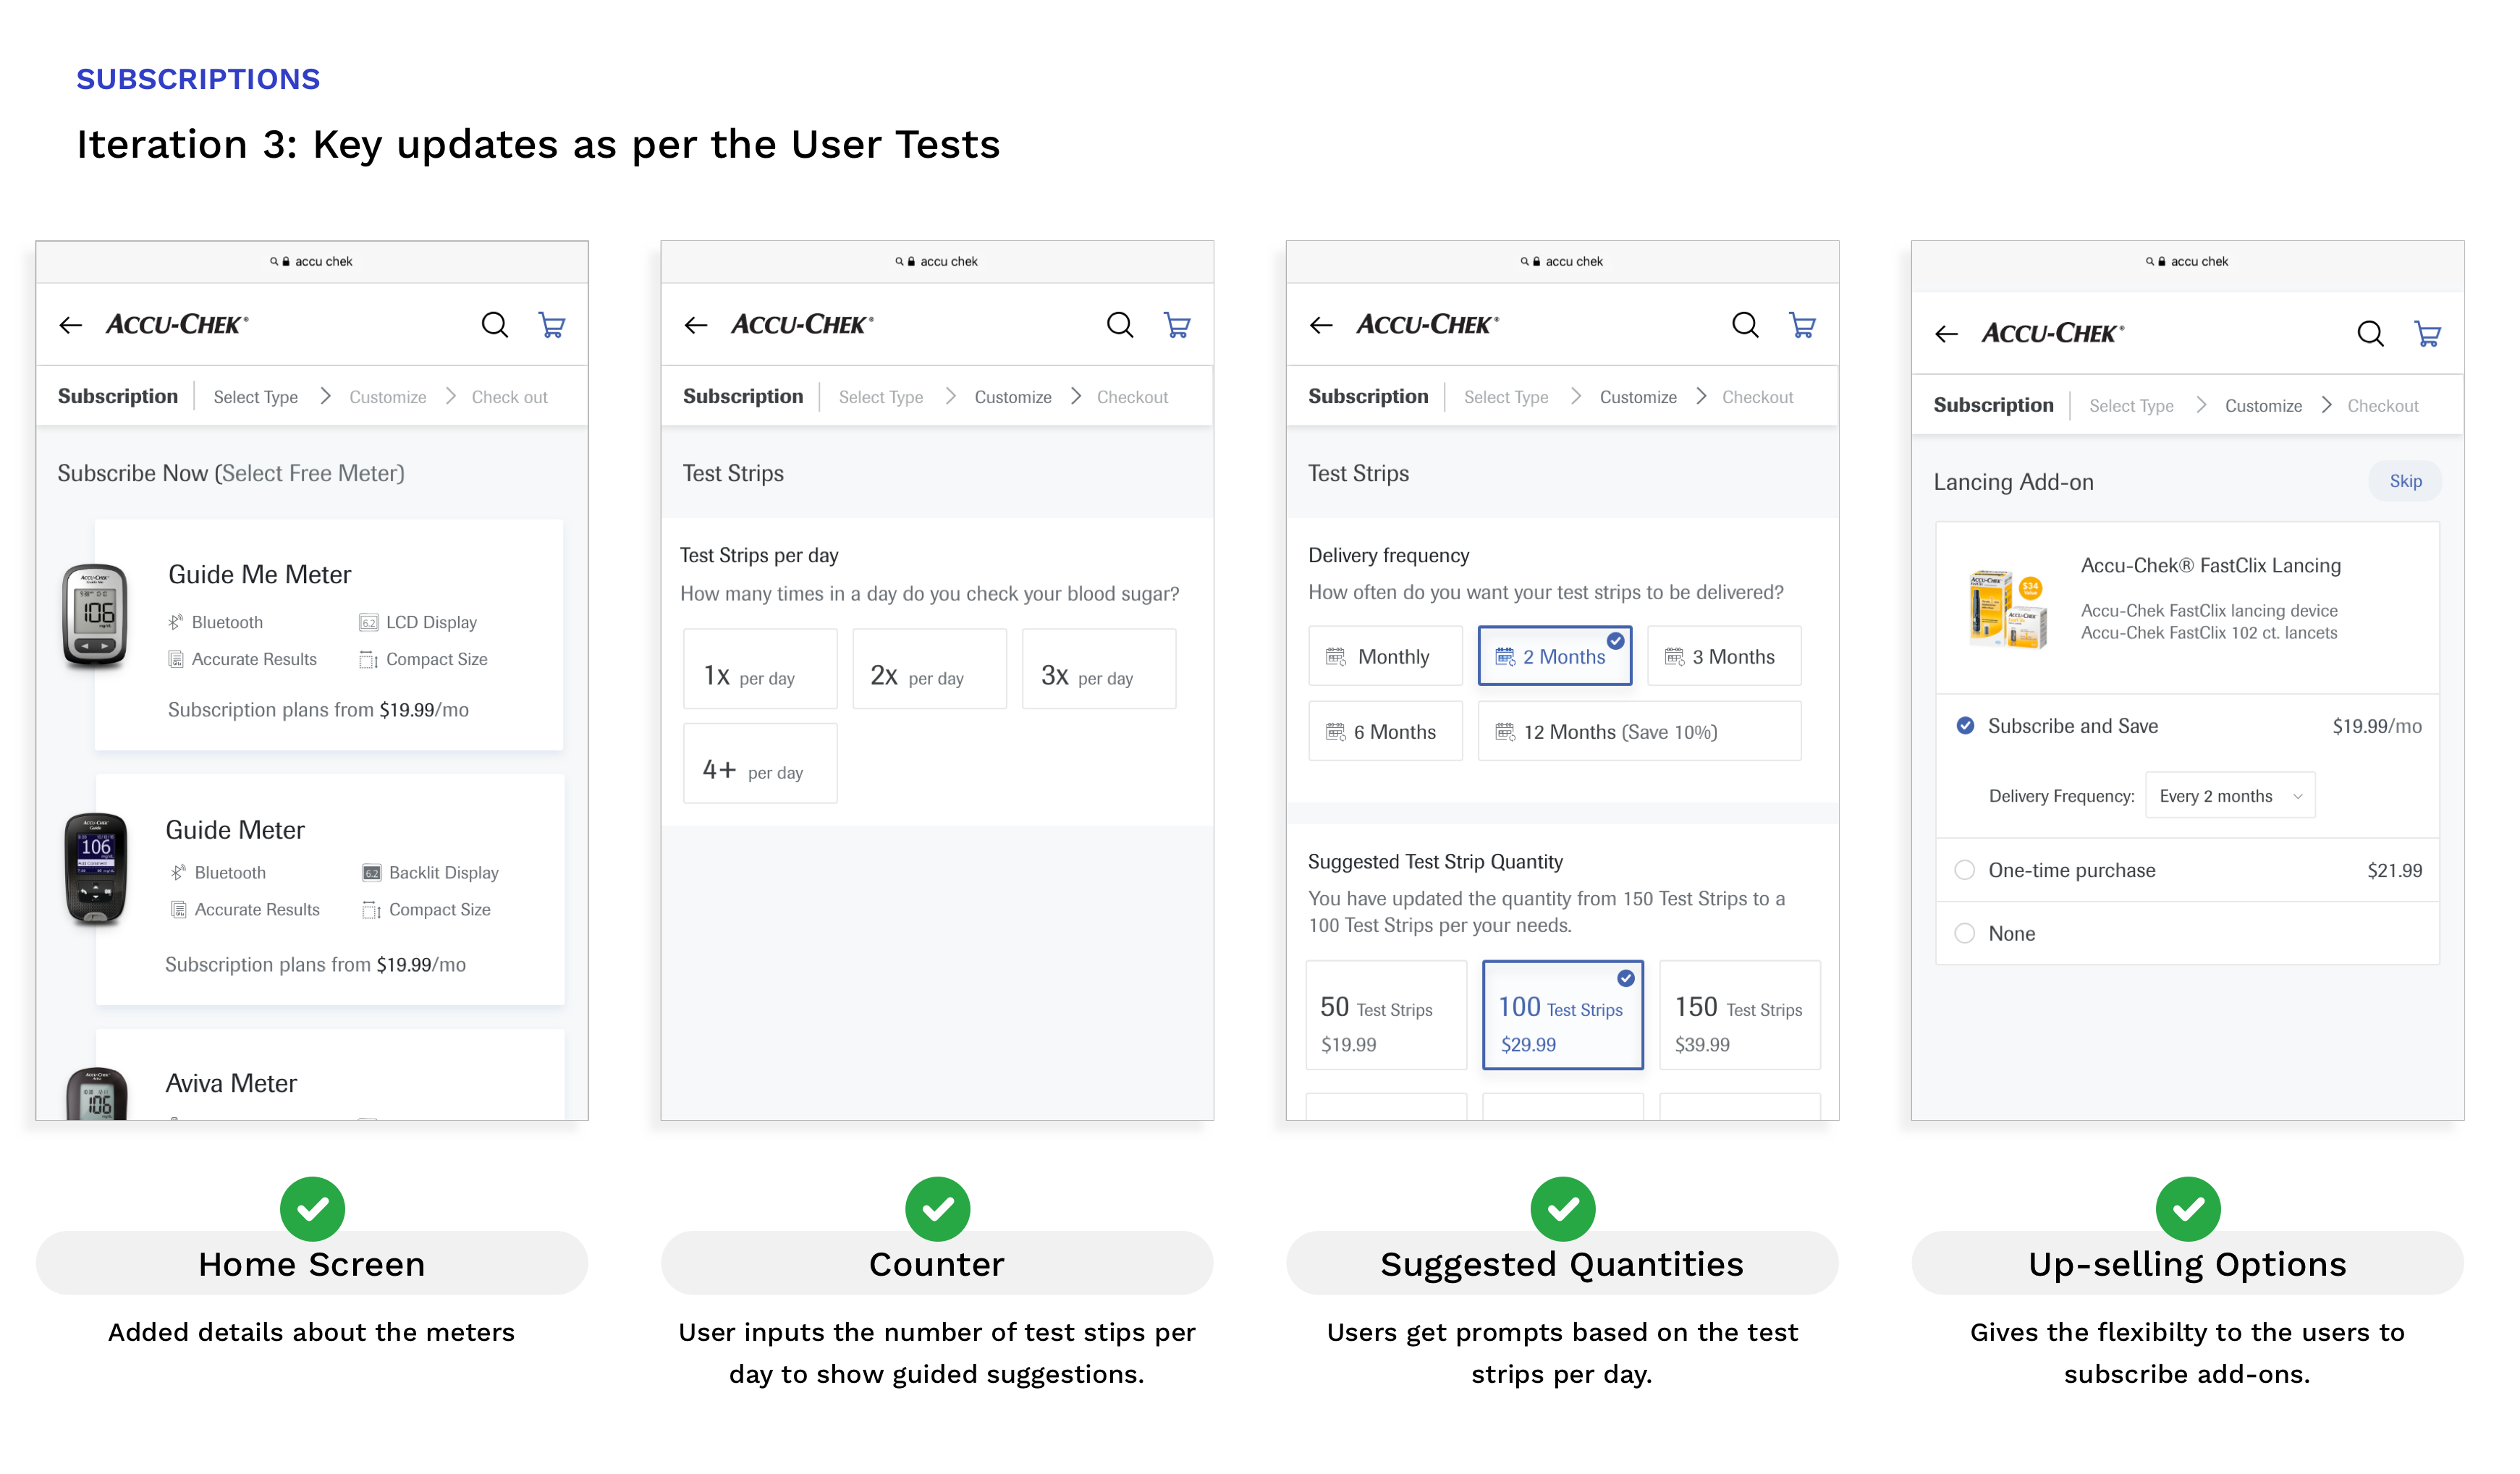 SUBSCRIPTIONS
Iteration 3: Key updates as per the User Tests
accu chek
ACCU-CHEK®
Subscription Select Type Customize Check out
Subscribe Now (Select Free Meter)
Guide Me Meter
Bluetooth LCD Display
Accurate Results Compact Size
Subscription plans from $19.99/mo
ACCU-CHEK
106
Guide Meter
Bluetooth Backlit Display
Accurate Results Compact Size
Subscription plans from $19.99/mo
106
Aviva Meter
106
Home Screen
Added details about the meters
accu chek
ACCU-CHEK®
Subscription Select Type Customize Checkout
Test Strips
Test Strips per day
How many times in a day do you check your blood sugar?
1x per day 2x per day 3x per day
4+ per day
Counter
User inputs the number of test stips per
day to show guided suggestions.
accu chek
ACCU-CHEK®
Subscription Select Type Customize Checkout
Test Strips
Delivery frequency
How often do you want your test strips to be delivered?
Monthly 2 Months 3 Months
6 Months 12 Months (Save 10%)
Suggested Test Strip Quantity
You have updated the quantity from 150 Test Strips to a
100 Test Strips per your needs.
50 Test Strips 100 Test Strips 150 Test Strips
$19.99 $29.99 $39.99
Suggested Quantities
Users get prompts based on the test
strips per day.
accu chek
ACCU-CHEK®
Subscription Select Type Customize Checkout
Lancing Add-on Skip
$34
Value
ACCU-CHEK
Accu-Chek® FastClix Lancing
Accu-Chek FastClix lancing device
Accu-Chek FastClix 102 ct. lancets
Subscribe and Save $19.99/mo
Delivery Frequency: Every 2 months
One-time purchase $21.99
None
Up-selling Options
Gives the flexibilty to the users to
subscribe add-ons.